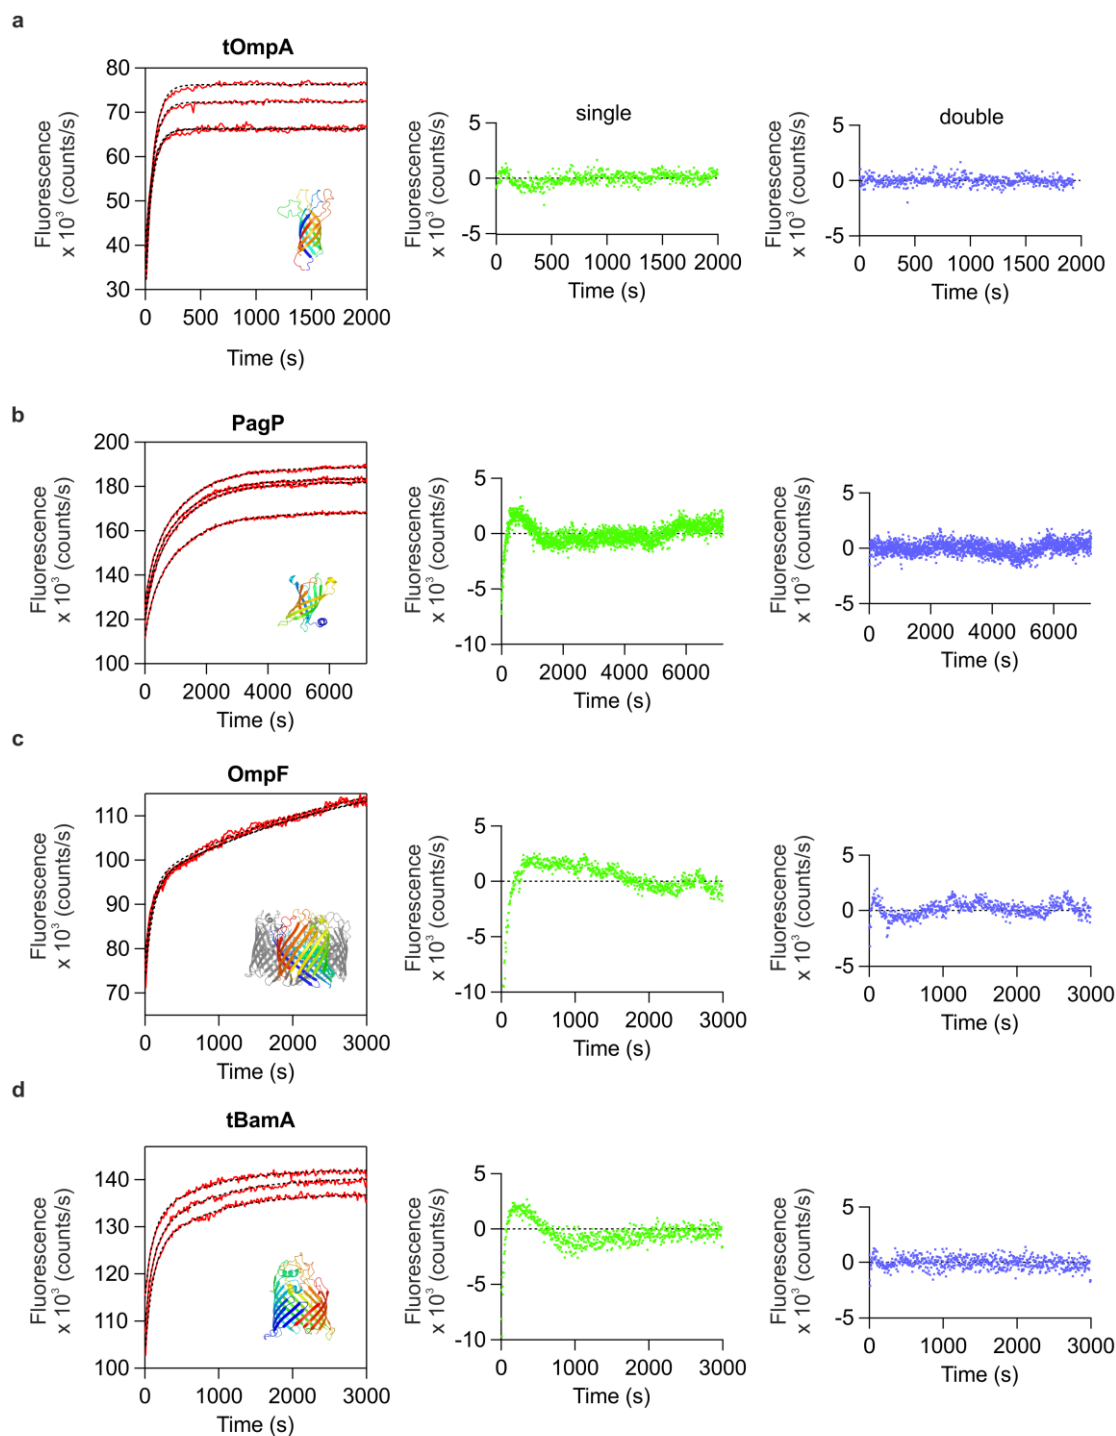 a
tOmpA
Fluorescence
x 10³ (counts/s)
80
70
60
50
40
30
0 500 1000 1500 2000
Time (s)
single
Fluorescence
x 10³ (counts/s)
5
0
-5
0 500 1000 1500 2000
Time (s)
double
Fluorescence
x 10³ (counts/s)
5
0
-5
0 500 1000 1500 2000
Time (s)
b
PagP
Fluorescence
x 10³ (counts/s)
200
180
160
140
120
100
0 2000 4000 6000
Time (s)
Fluorescence
x 10³ (counts/s)
5
0
-5
-10
0 2000 4000 6000
Time (s)
Fluorescence
x 10³ (counts/s)
5
0
-5
0 2000 4000 6000
Time (s)
c
OmpF
Fluorescence
x 10³ (counts/s)
110
100
90
80
70
0 1000 2000 3000
Time (s)
Fluorescence
x 10³ (counts/s)
5
0
-5
-10
0 1000 2000 3000
Time (s)
Fluorescence
x 10³ (counts/s)
5
0
-5
0 1000 2000 3000
Time (s)
d
tBamA
Fluorescence
x 10³ (counts/s)
140
130
120
110
100
0 1000 2000 3000
Time (s)
Fluorescence
x 10³ (counts/s)
5
0
-5
-10
0 1000 2000 3000
Time (s)
Fluorescence
x 10³ (counts/s)
5
0
-5
0 1000 2000 3000
Time (s)